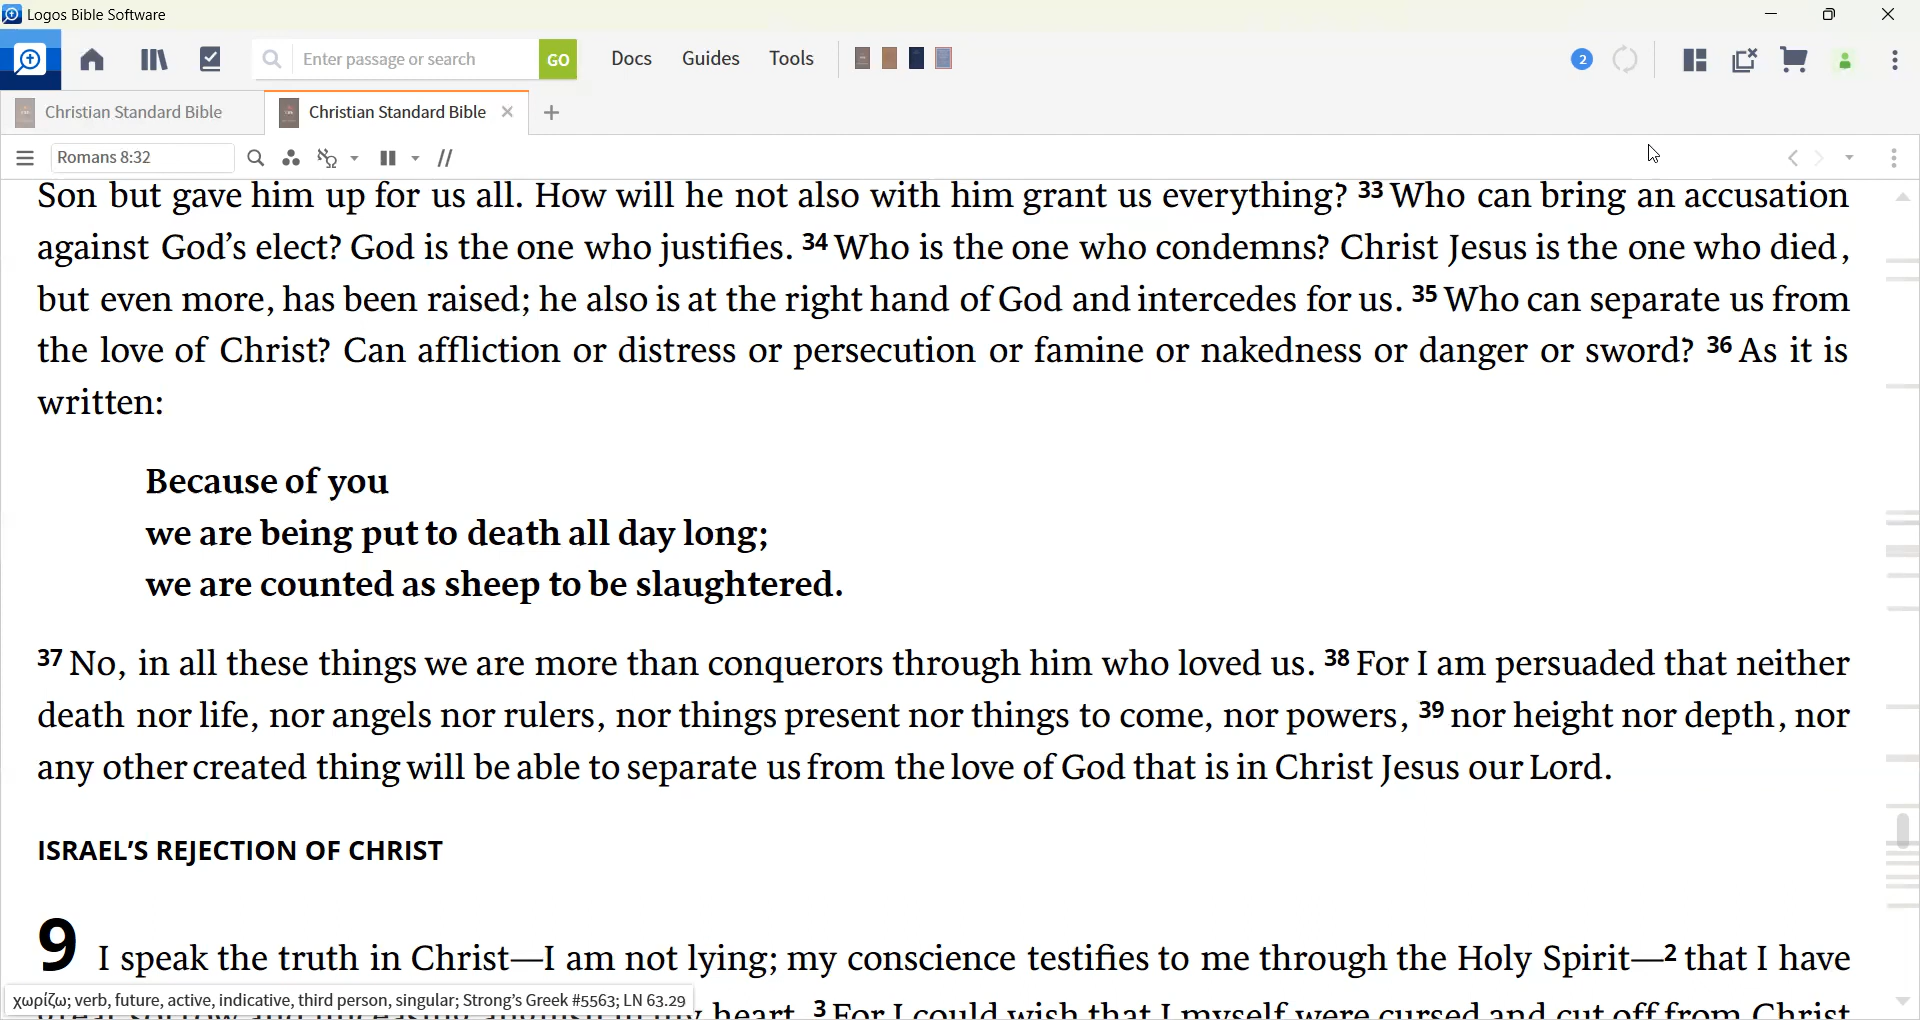 Logos Bible Software
Enter passage or search GO Docs Guides Tools 2
Christian Standard Bible Christian Standard Bible
Romans 8:32
Son but gave him up for us all. How will he not also with him grant us everything? 33 Who can bring an accusation
against God’s elect? God is the one who justifies. 34 Who is the one who condemns? Christ Jesus is the one who died,
but even more, has been raised; he also is at the right hand of God and intercedes for us. 35 Who can separate us from
the love of Christ? Can affliction or distress or persecution or famine or nakedness or danger or sword? 36 As it is
written:
Because of you
we are being put to death all day long;
we are counted as sheep to be slaughtered.
37 No, in all these things we are more than conquerors through him who loved us. 38 For I am persuaded that neither
death nor life, nor angels nor rulers, nor things present nor things to come, nor powers, 39 nor height nor depth, nor
any other created thing will be able to separate us from the love of God that is in Christ Jesus our Lord.
ISRAEL’S REJECTION OF CHRIST
9 I speak the truth in Christ—I am not lying; my conscience testifies to me through the Holy Spirit—2 that I have
χωρίζω; verb, future, active, indicative, third person, singular; Strong’s Greek #5563; LN 63.29
heart. 3 For I could wish that I myself were cursed and cut off from Christ